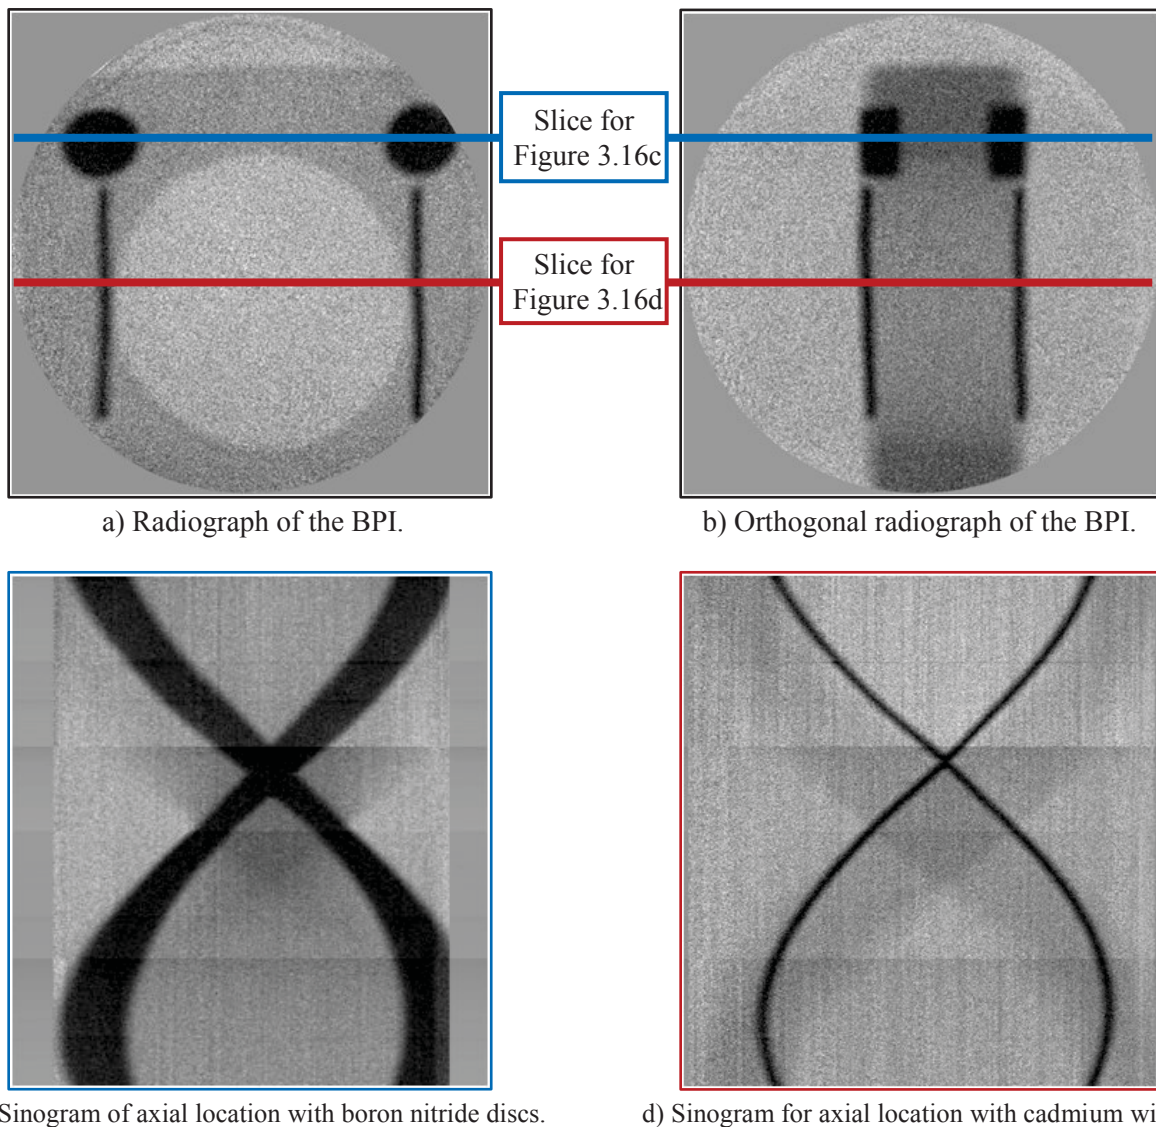 Slice for
Figure 3.16c
Slice for
Figure 3.16d
a) Radiograph of the BPI.
b) Orthogonal radiograph of the BPI.
Sinogram of axial location with boron nitride discs.
d) Sinogram for axial location with cadmium wi